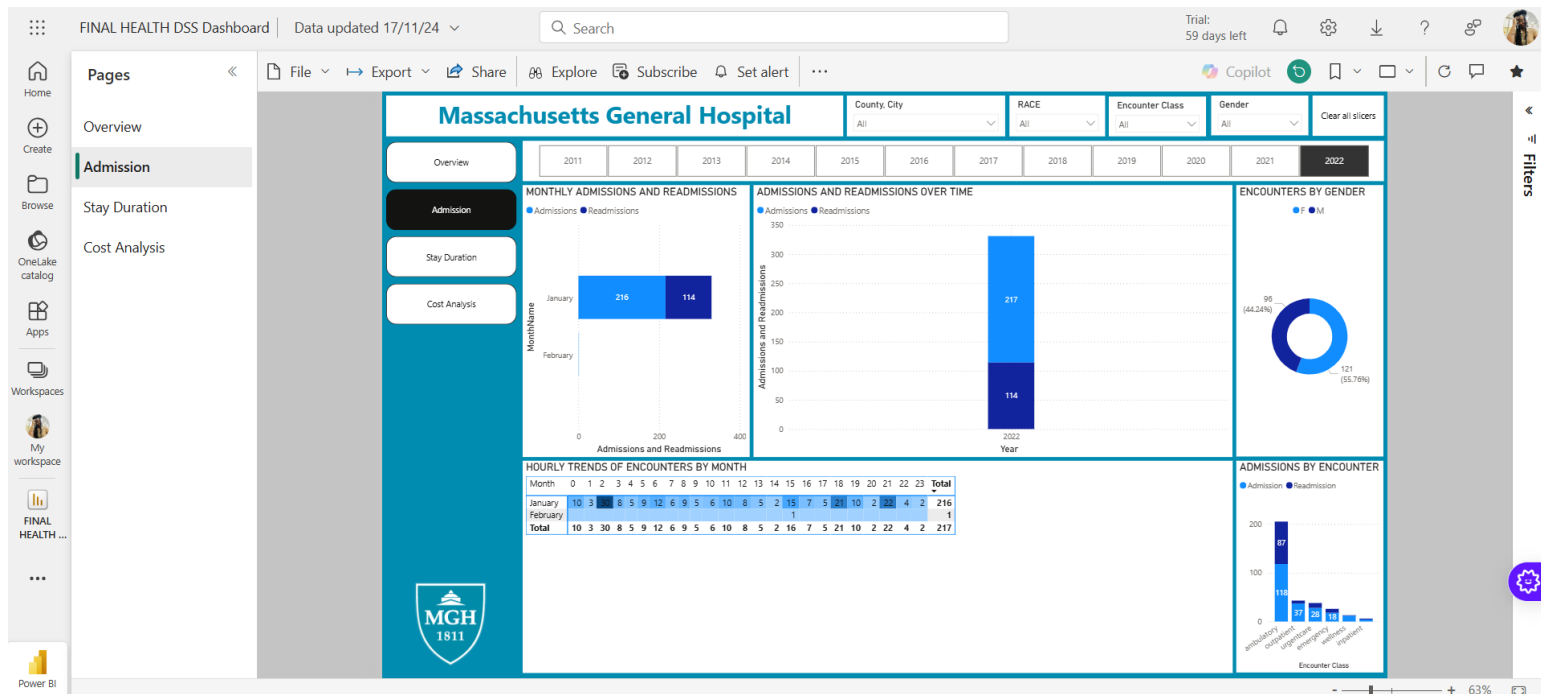 FINAL HEALTH DSS Dashboard Data updated 17/11/24
Search
Trial:
59 days left
Home
Create
Browse
OneLake
catalog
Apps
Workspaces
My
workspace
FINAL
HEALTH ...
Power BI
Pages
Overview
Admission
Stay Duration
Cost Analysis
File Export Share Explore Subscribe Set alert ...
Copilot
Filters
Massachusetts General Hospital
County, City
All
RACE
All
Encounter Class
All
Gender
All
Clear all slicers
Overview
Admission
Stay Duration
Cost Analysis
MGH
1811
2011 2012 2013 2014 2015 2016 2017 2018 2019 2020 2021 2022
MONTHLY ADMISSIONS AND READMISSIONS
Admissions Readmissions
MonthName
January 216 114
February
0 200 400
Admissions and Readmissions
ADMISSIONS AND READMISSIONS OVER TIME
Admissions Readmissions
Admissions and Readmissions
350
300
250
200
150
100
50
0
217
114
2022
Year
ENCOUNTERS BY GENDER
F M
96
(44.24%)
121
(55.76%)
HOURLY TRENDS OF ENCOUNTERS BY MONTH
Month 0 1 2 3 4 5 6 7 8 9 10 11 12 13 14 15 16 17 18 19 20 21 22 23 Total
January 10 3 30 8 5 9 12 6 9 5 6 10 8 5 2 15 7 5 21 10 2 22 4 2 216
February 1 1
Total 10 3 30 8 5 9 12 6 9 5 6 10 8 5 2 16 7 5 21 10 2 22 4 2 217
ADMISSIONS BY ENCOUNTER
Admission Readmission
200
100
0
87
118
37
28
18
ambulatory
outpatient
urgentcare
emergency
wellness
inpatient
Encounter Class
- + 63%